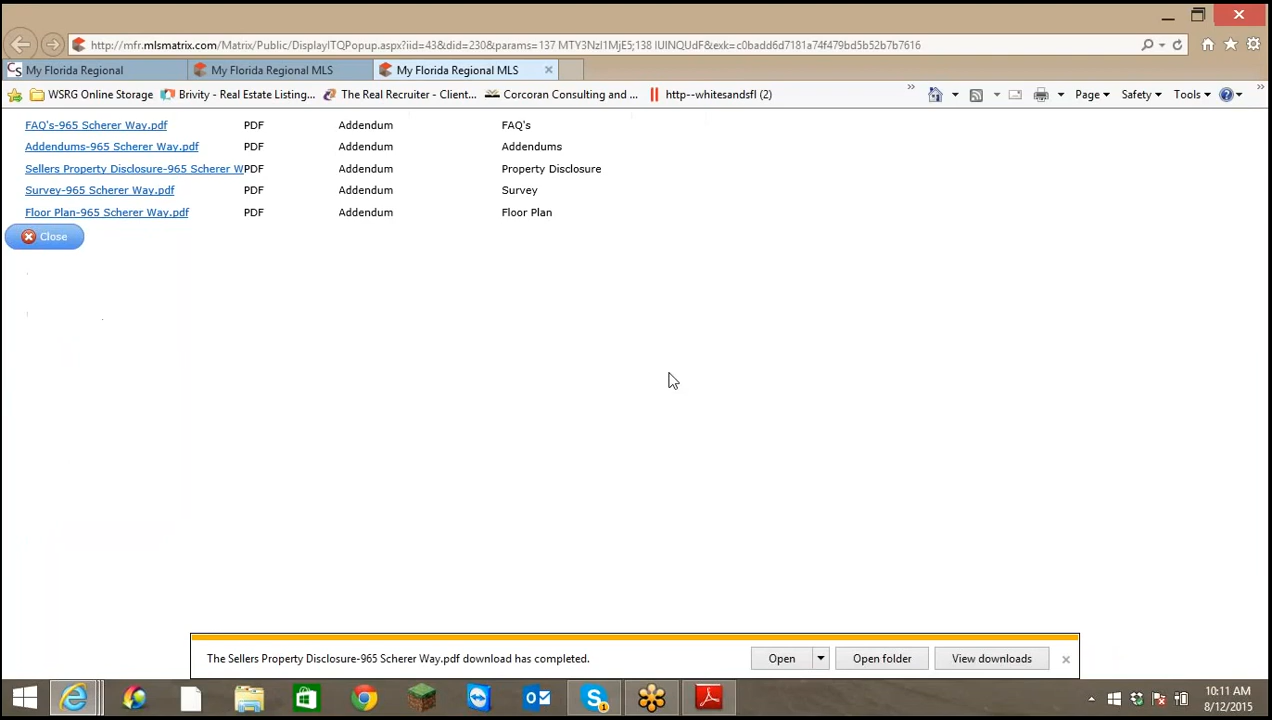 http://mfr.mlsmatrix.com/Matrix/Public/DisplayITQPopup.aspx?iid=43&did=230&params=137 MTY3NzI1MjE5;138 IUINQUdF&exk=c0badd6d7181a74f479bd5b52b7b7616
My Florida Regional
My Florida Regional MLS
My Florida Regional MLS
WSRG Online Storage
Brivity - Real Estate Listing...
The Real Recruiter - Client...
Corcoran Consulting and ...
http--whitesandsfl (2)
Page
Safety
Tools
FAQ's-965 Scherer Way.pdf PDF Addendum FAQ's
Addendums-965 Scherer Way.pdf PDF Addendum Addendums
Sellers Property Disclosure-965 Scherer W PDF Addendum Property Disclosure
Survey-965 Scherer Way.pdf PDF Addendum Survey
Floor Plan-965 Scherer Way.pdf PDF Addendum Floor Plan
Close
The Sellers Property Disclosure-965 Scherer Way.pdf download has completed.
Open
Open folder
View downloads
10:11 AM
8/12/2015